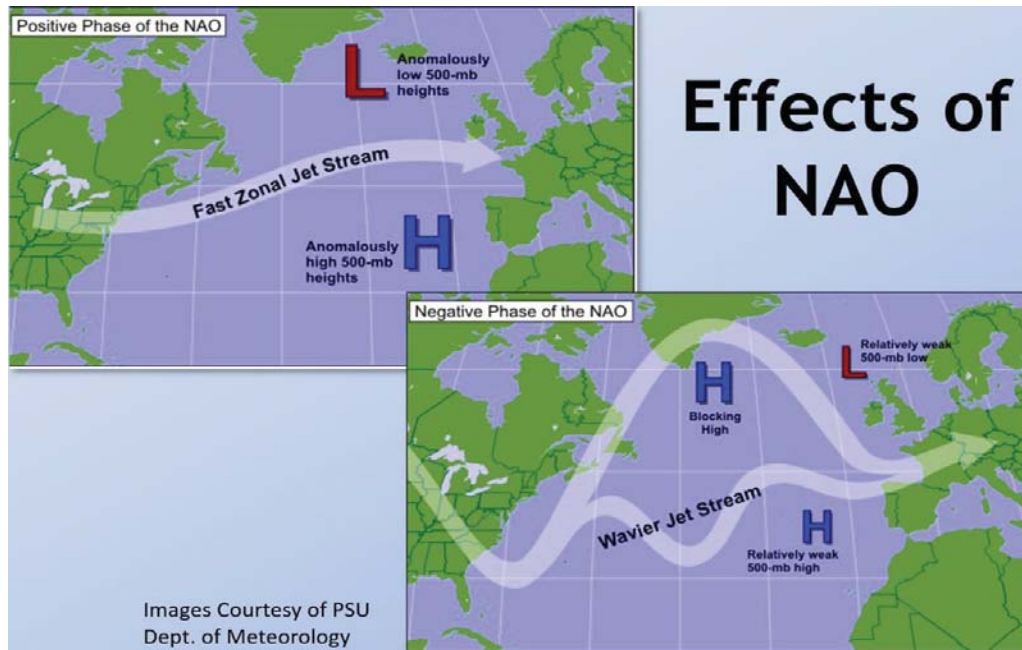 Positive Phase of the NAO
L
Anomalously
low 500-mb
heights
Fast Zonal Jet Stream
Anomalously
high 500-mb
heights
H
Effects of
NAO
Negative Phase of the NAO
L
Relatively weak
500-mb low
H
Blocking
High
Wavier Jet Stream
H
Relatively weak
500-mb high
Images Courtesy of PSU
Dept. of Meteorology